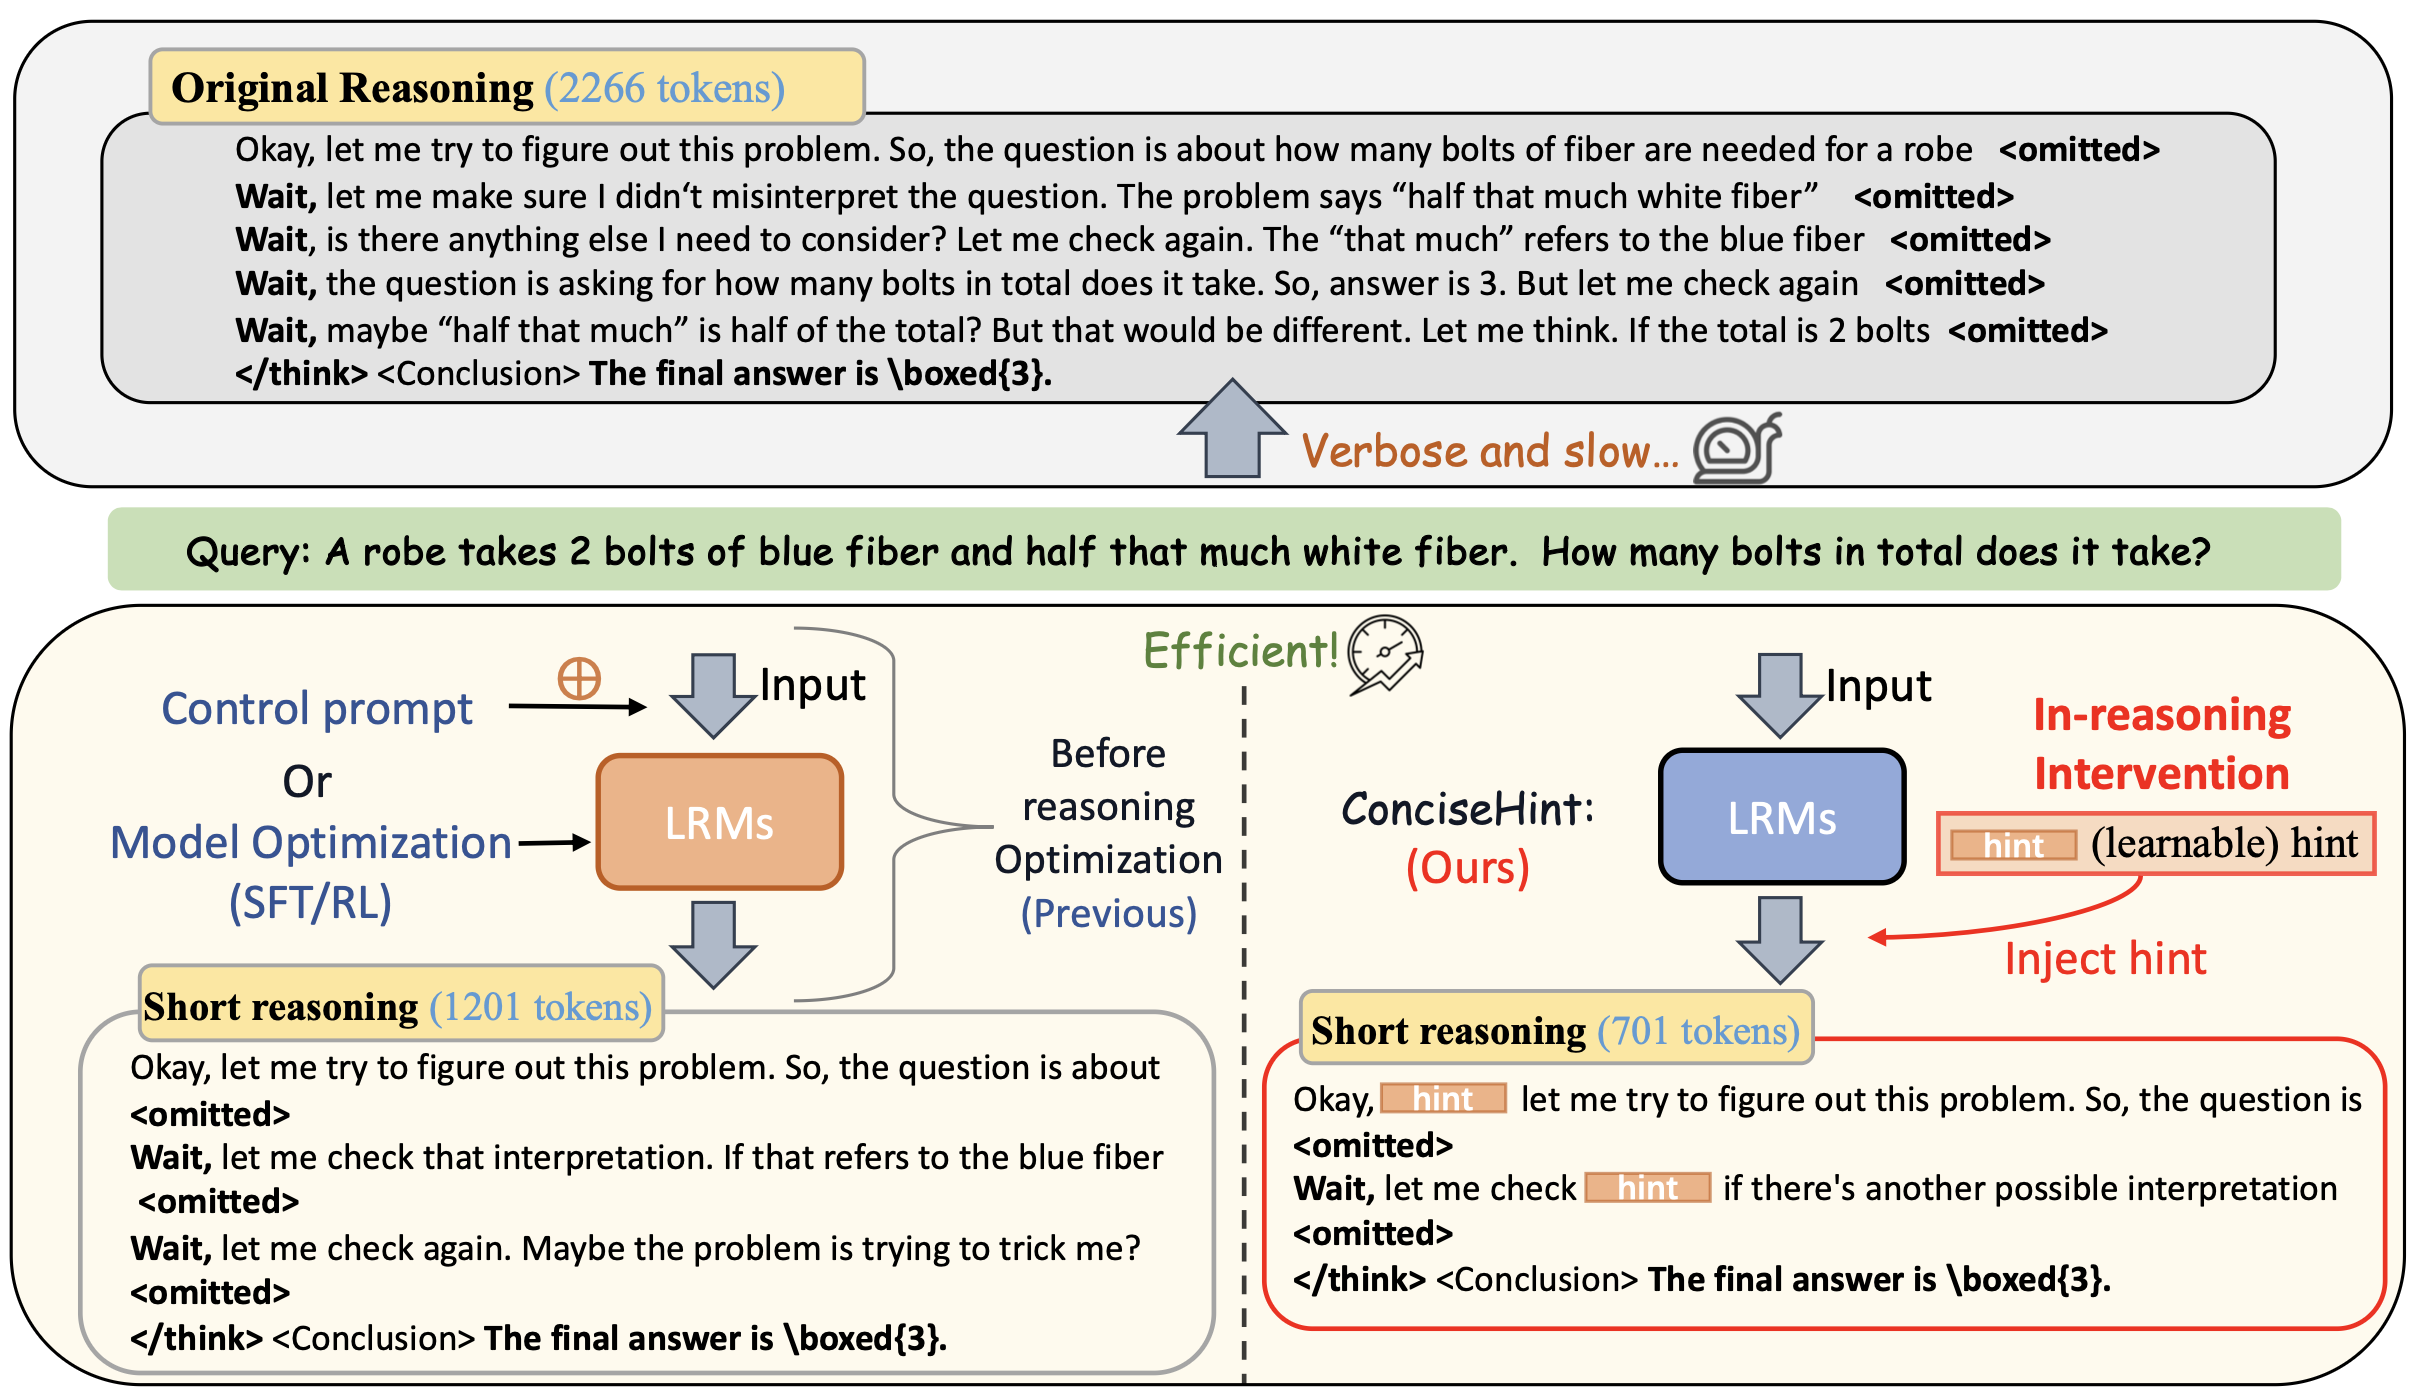 Original Reasoning (2266 tokens)
Okay, let me try to figure out this problem. So, the question is about how many bolts of fiber are needed for a robe <omitted>
Wait, let me make sure I didn‘t misinterpret the question. The problem says “half that much white fiber” <omitted>
Wait, is there anything else I need to consider? Let me check again. The “that much” refers to the blue fiber <omitted>
Wait, the question is asking for how many bolts in total does it take. So, answer is 3. But let me check again <omitted>
Wait, maybe “half that much” is half of the total? But that would be different. Let me think. If the total is 2 bolts <omitted>
</think> <Conclusion> The final answer is \boxed{3}.
Verbose and slow...
Query: A robe takes 2 bolts of blue fiber and half that much white fiber. How many bolts in total does it take?
Efficient!
Control prompt
Or
Model Optimization
(SFT/RL)
Input
LRMs
Before
reasoning
Optimization
(Previous)
Short reasoning (1201 tokens)
Okay, let me try to figure out this problem. So, the question is about
<omitted>
Wait, let me check that interpretation. If that refers to the blue fiber
<omitted>
Wait, let me check again. Maybe the problem is trying to trick me?
<omitted>
</think> <Conclusion> The final answer is \boxed{3}.
Input
ConciseHint:
(Ours)
LRMs
In-reasoning
Intervention
hint (learnable) hint
Inject hint
Short reasoning (701 tokens)
Okay, hint let me try to figure out this problem. So, the question is
<omitted>
Wait, let me check hint if there's another possible interpretation
<omitted>
</think> <Conclusion> The final answer is \boxed{3}.